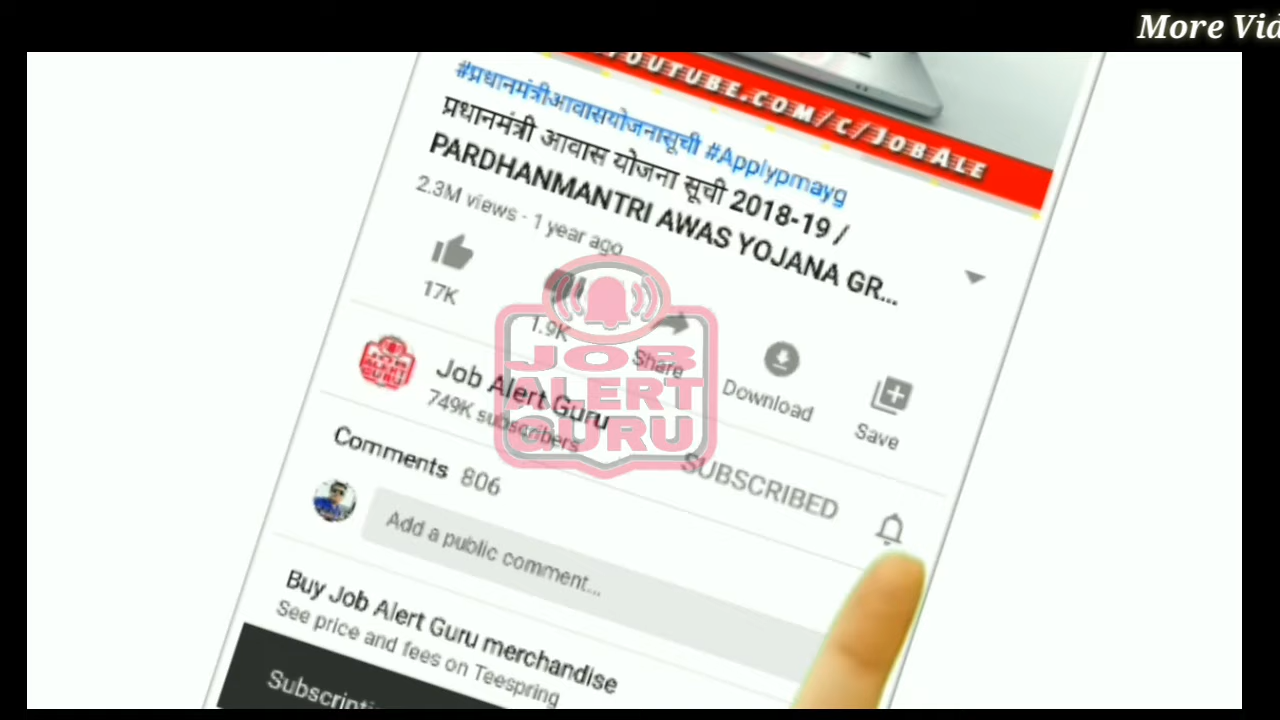 More Vid
YOUTUBE.COM/C/JOBALE
#प्रधानमंत्रीआवासयोजनासूची #Applypmayg
प्रधानमंत्री आवास योजना सूची 2018-19 /
PARDHANMANTRI AWAS YOJANA GR...
2.3M views · 1 year ago
17K
1.9K
Share
Download
Save
JOB
ALERT
GURU
Job Alert Guru
749K subscribers
SUBSCRIBED
Comments 806
Add a public comment...
Buy Job Alert Guru merchandise
See price and fees on Teespring
Subscripti